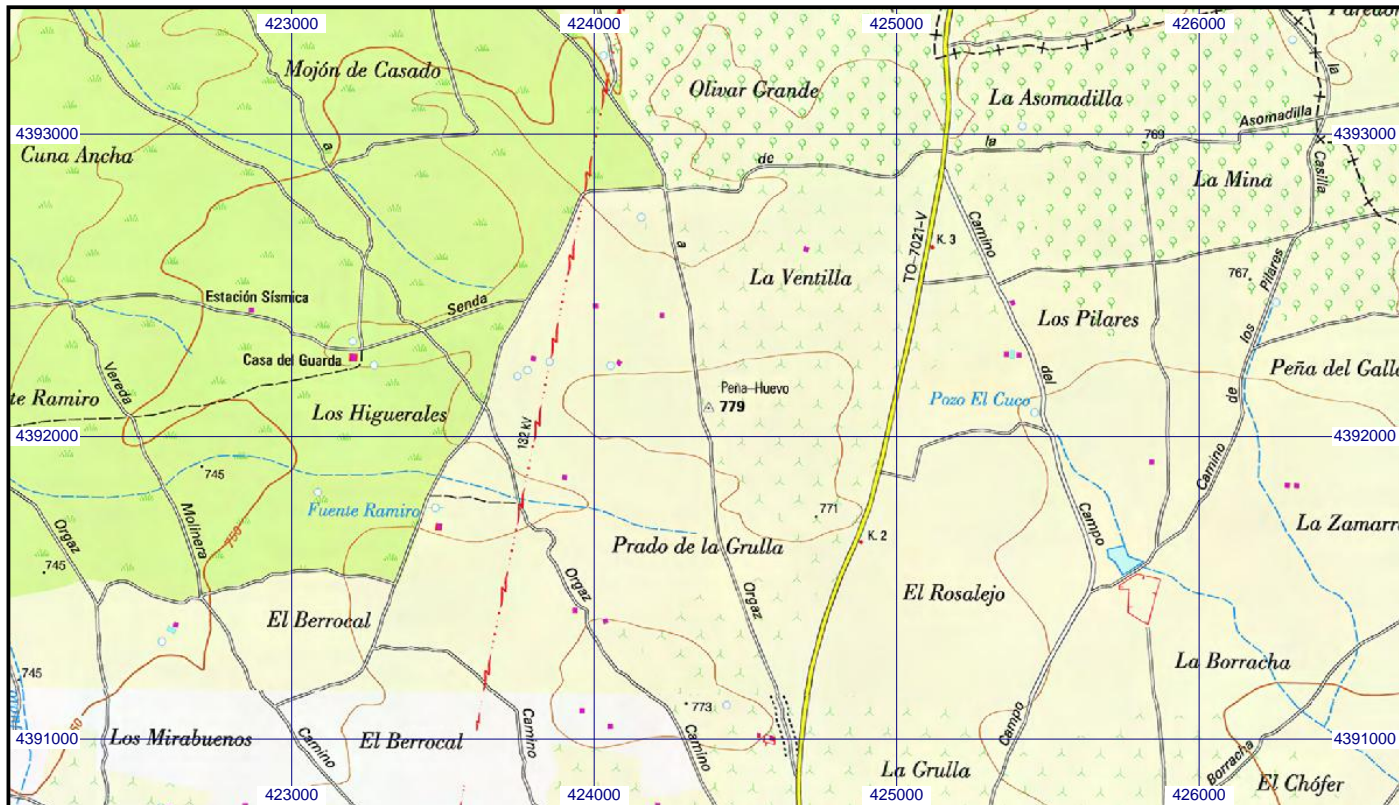 423000
424000
425000
426000
Mojón de Casado
Olivar Grande
La Asomadilla
la
4393000
Cuna Ancha
a
de
la
769
Asomadilla
4393000
Casilla
La Mina
a
TO-7021-V
Camino
K. 3
La Ventilla
767
Pilares
Estación Sísmica
Senda
Los Pilares
los
Casa del Guarda
Vereda
Peña-Huevo
779
del
Peña del Gall
te Ramiro
Los Higuerales
Pozo El Cuco
de
132 kV
4392000
4392000
745
Camino
Orgaz
Molinera
750
Fuente Ramiro
771
Campo
La Zamarr
K. 2
Prado de la Grulla
745
Orgaz
Orgaz
El Rosalejo
El Berrocal
745
La Borracha
773
50
Los Mirabuenos
Camino
El Berrocal
Camino
Camino
Campo
4391000
4391000
La Grulla
Borracha
El Chófer
423000
424000
425000
426000